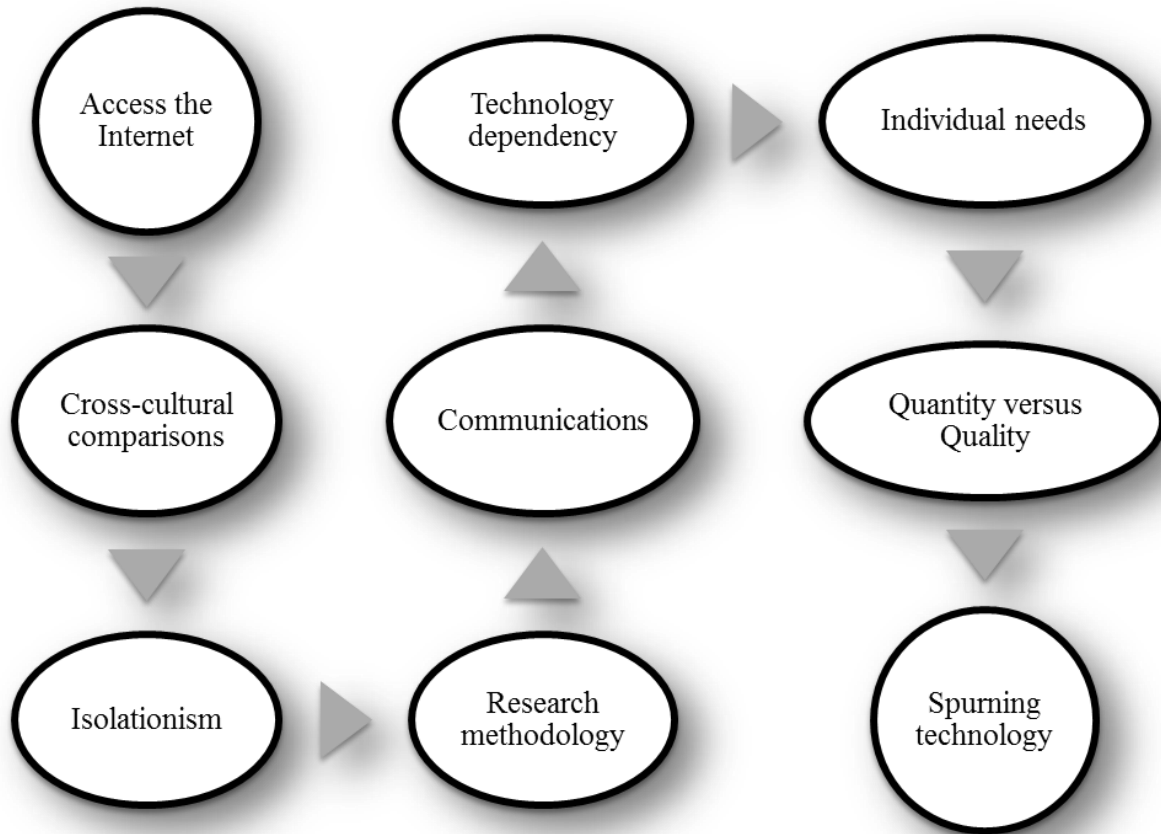 Access the
Internet
Cross-cultural
comparisons
Isolationism
Research
methodology
Communications
Technology
dependency
Individual needs
Quantity versus
Quality
Spurning
technology